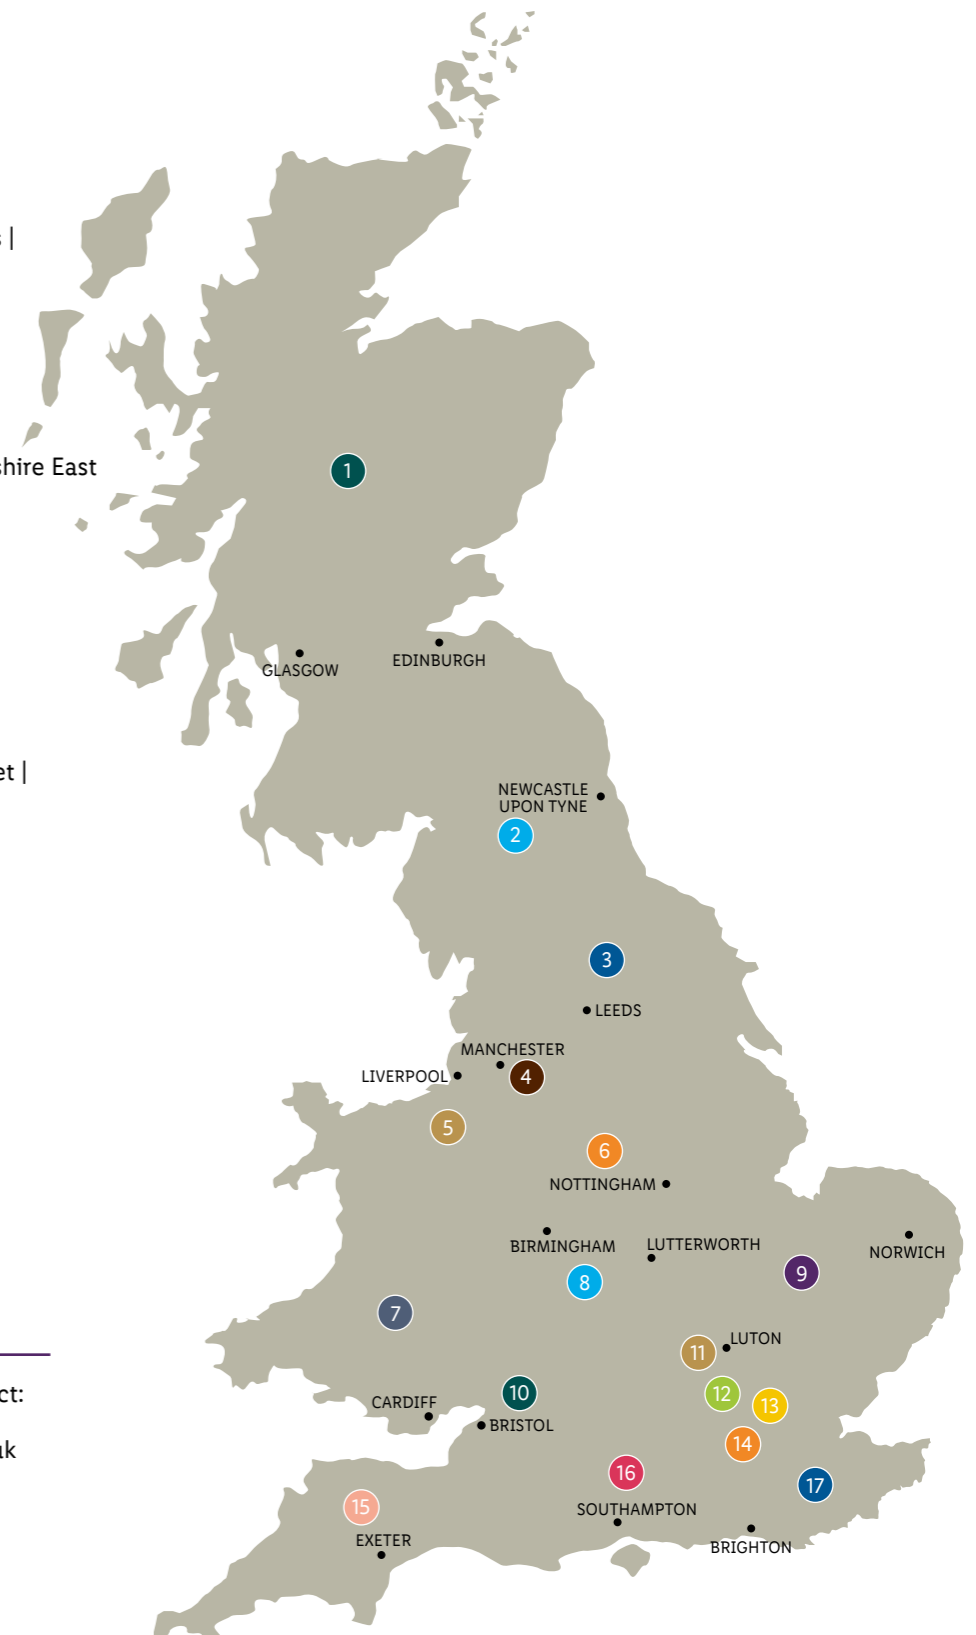 |
shire East
1
GLASGOW
EDINBURGH
et |
NEWCASTLE
UPON TYNE
2
3
LEEDS
MANCHESTER
LIVERPOOL
4
5
6
NOTTINGHAM
BIRMINGHAM
LUTTERWORTH
NORWICH
8
9
7
LUTON
11
ct:
10
12
13
CARDIFF
BRISTOL
14
uk
16
17
15
SOUTHAMPTON
EXETER
BRIGHTON